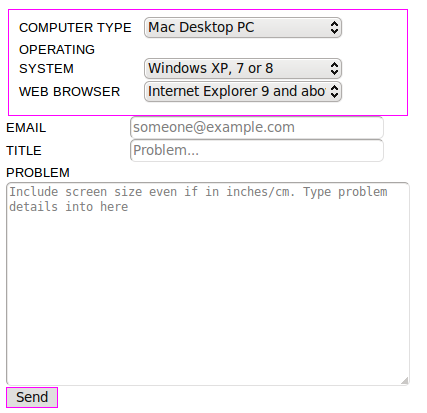 COMPUTER TYPE Mac Desktop PC
OPERATING
SYSTEM Windows XP, 7 or 8
WEB BROWSER Internet Explorer 9 and abo
EMAIL someone@example.com
TITLE Problem...
PROBLEM
Include screen size even if in inches/cm. Type problem
details into here
Send